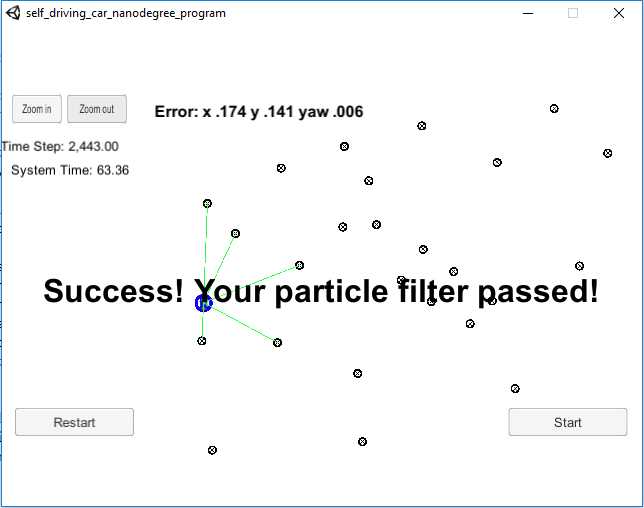 self_driving_car_nanodegree_program
Zoom in Zoom out Error: x .174 y .141 yaw .006
Time Step: 2,443.00
System Time: 63.36
Success! Your particle filter passed!
Restart Start